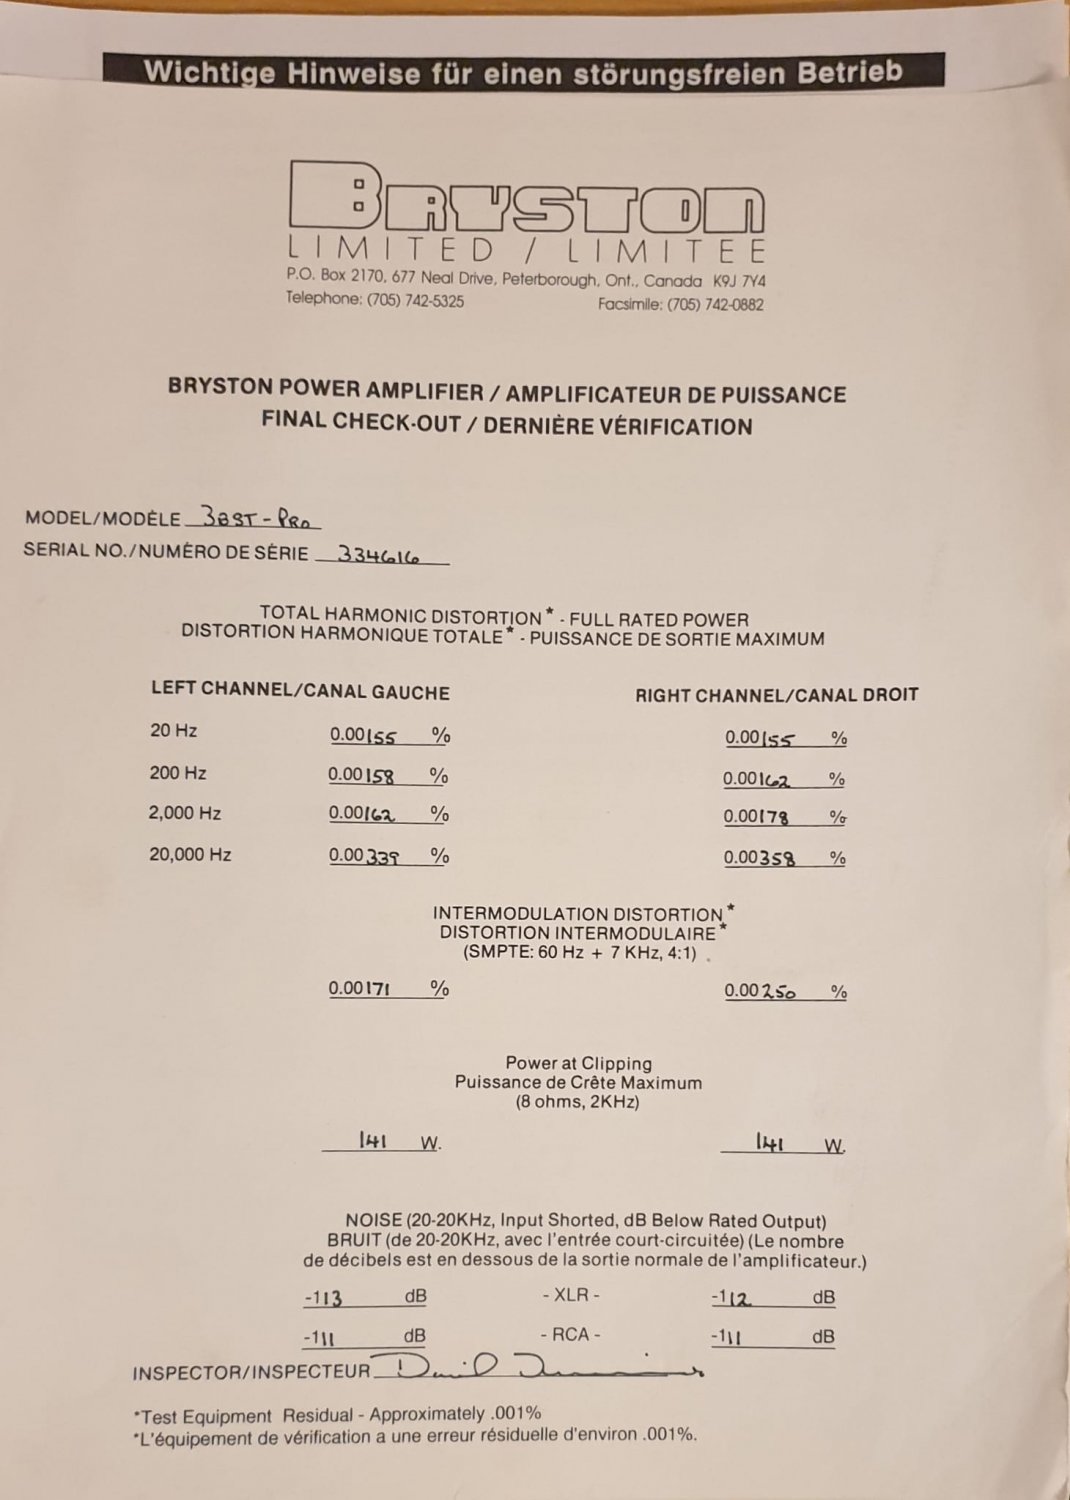 Wichtige Hinweise für einen störungsfreien Betrieb
BRYSTON
LIMITED / LIMITEE
P.O. Box 2170, 677 Neal Drive, Peterborough, Ont., Canada K9J 7Y4
Telephone: (705) 742-5325 Facsimile: (705) 742-0882
BRYSTON POWER AMPLIFIER / AMPLIFICATEUR DE PUISSANCE
FINAL CHECK-OUT / DERNIÈRE VÉRIFICATION
MODEL/MODÈLE 3BST-PRO
SERIAL NO./NUMÉRO DE SÉRIE 334616
TOTAL HARMONIC DISTORTION* - FULL RATED POWER
DISTORTION HARMONIQUE TOTALE* - PUISSANCE DE SORTIE MAXIMUM
LEFT CHANNEL/CANAL GAUCHE RIGHT CHANNEL/CANAL DROIT
20 Hz 0.00155 % 0.00155 %
200 Hz 0.00158 % 0.00162 %
2,000 Hz 0.00162 % 0.00178 %
20,000 Hz 0.00339 % 0.00358 %
INTERMODULATION DISTORTION*
DISTORTION INTERMODULAIRE*
(SMPTE: 60 Hz + 7 KHz, 4:1)
0.00171 % 0.00250 %
Power at Clipping
Puissance de Crête Maximum
(8 ohms, 2KHz)
141 W. 141 W.
NOISE (20-20KHz, Input Shorted, dB Below Rated Output)
BRUIT (de 20-20KHz, avec l'entrée court-circuitée) (Le nombre
de décibels est en dessous de la sortie normale de l'amplificateur.)
-113 dB - XLR - -112 dB
-111 dB - RCA - -111 dB
INSPECTOR/INSPECTEUR
*Test Equipment Residual - Approximately .001%
*L'équipement de vérification a une erreur résiduelle d'environ .001%.